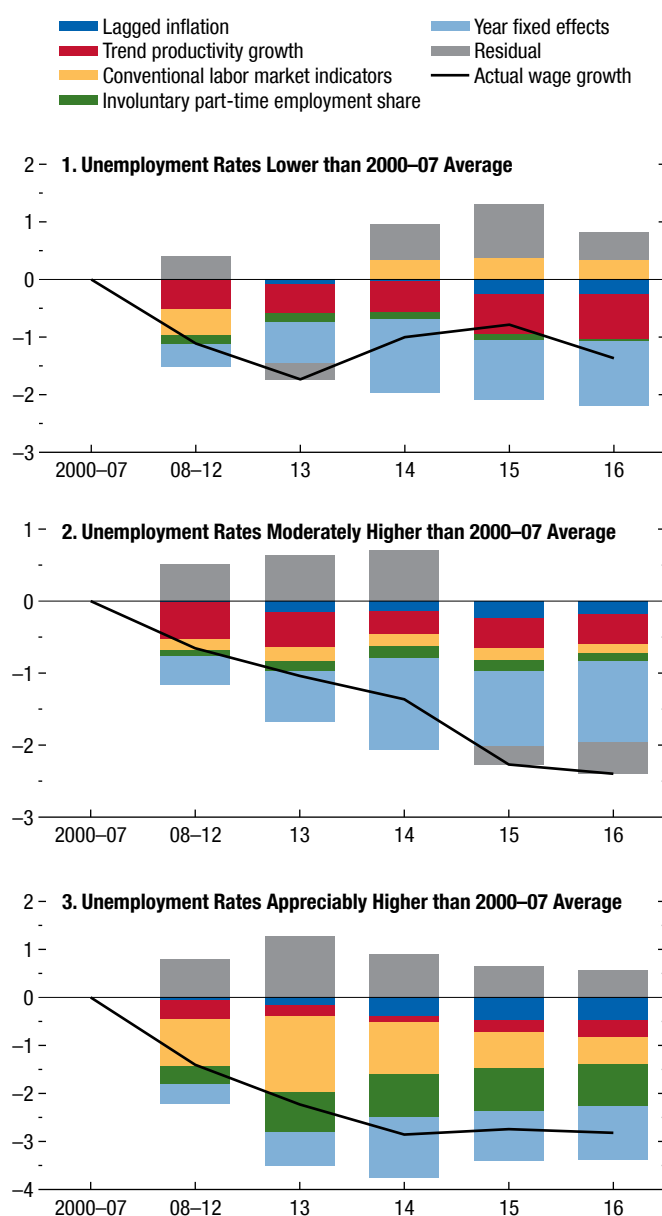 Lagged inflation
Trend productivity growth
Conventional labor market indicators
Involuntary part-time employment share
Year fixed effects
Residual
Actual wage growth
1. Unemployment Rates Lower than 2000–07 Average
2
1
0
−1
−2
−3
2000–07 08–12 13 14 15 16
2. Unemployment Rates Moderately Higher than 2000–07 Average
1
0
−1
−2
−3
2000–07 08–12 13 14 15 16
3. Unemployment Rates Appreciably Higher than 2000–07 Average
2
1
0
−1
−2
−3
−4
2000–07 08–12 13 14 15 16